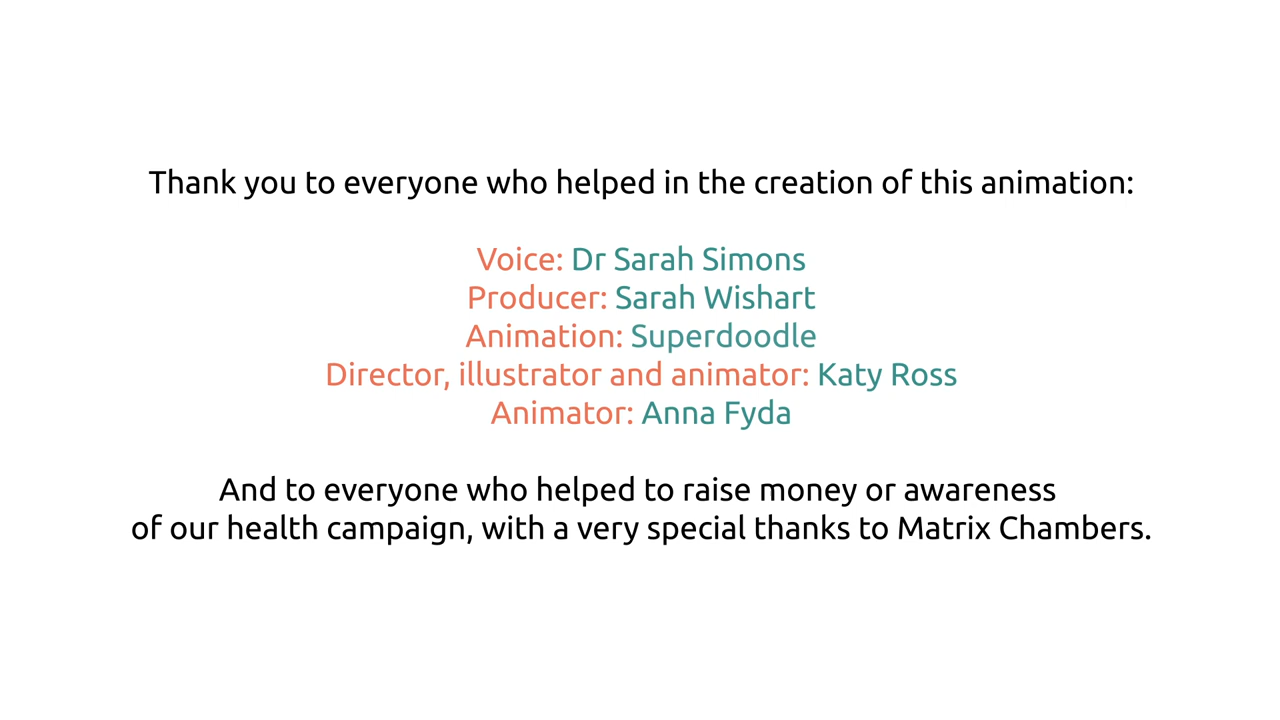 Thank you to everyone who helped in the creation of this animation:
Voice: Dr Sarah Simons
Producer: Sarah Wishart
Animation: Superdoodle
Director, illustrator and animator: Katy Ross
Animator: Anna Fyda
And to everyone who helped to raise money or awareness
of our health campaign, with a very special thanks to Matrix Chambers.